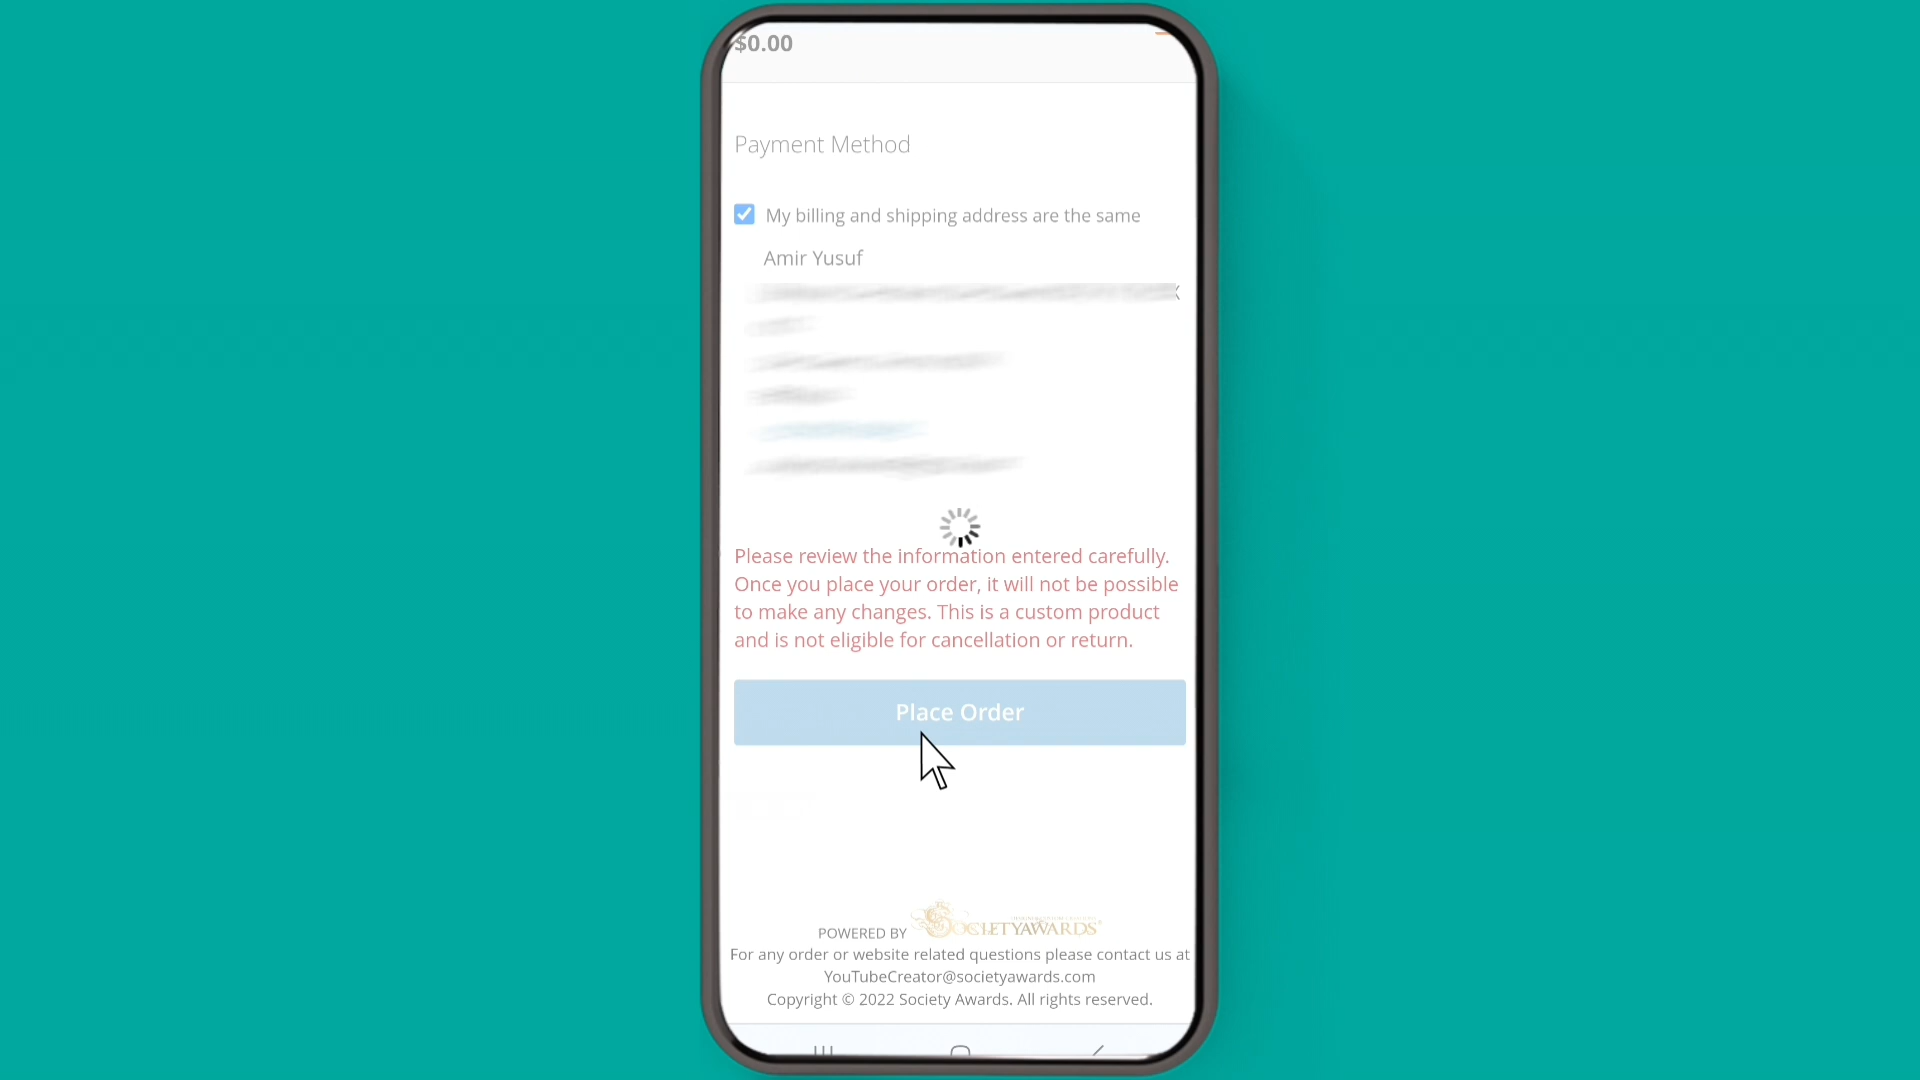 $0.00
Payment Method
My billing and shipping address are the same
Amir Yusuf
Please review the information entered carefully.
Once you place your order, it will not be possible
to make any changes. This is a custom product
and is not eligible for cancellation or return.
Place Order
POWERED BY SOCIETYAWARDS
For any order or website related questions please contact us at
YouTubeCreator@societyawards.com
Copyright © 2022 Society Awards. All rights reserved.